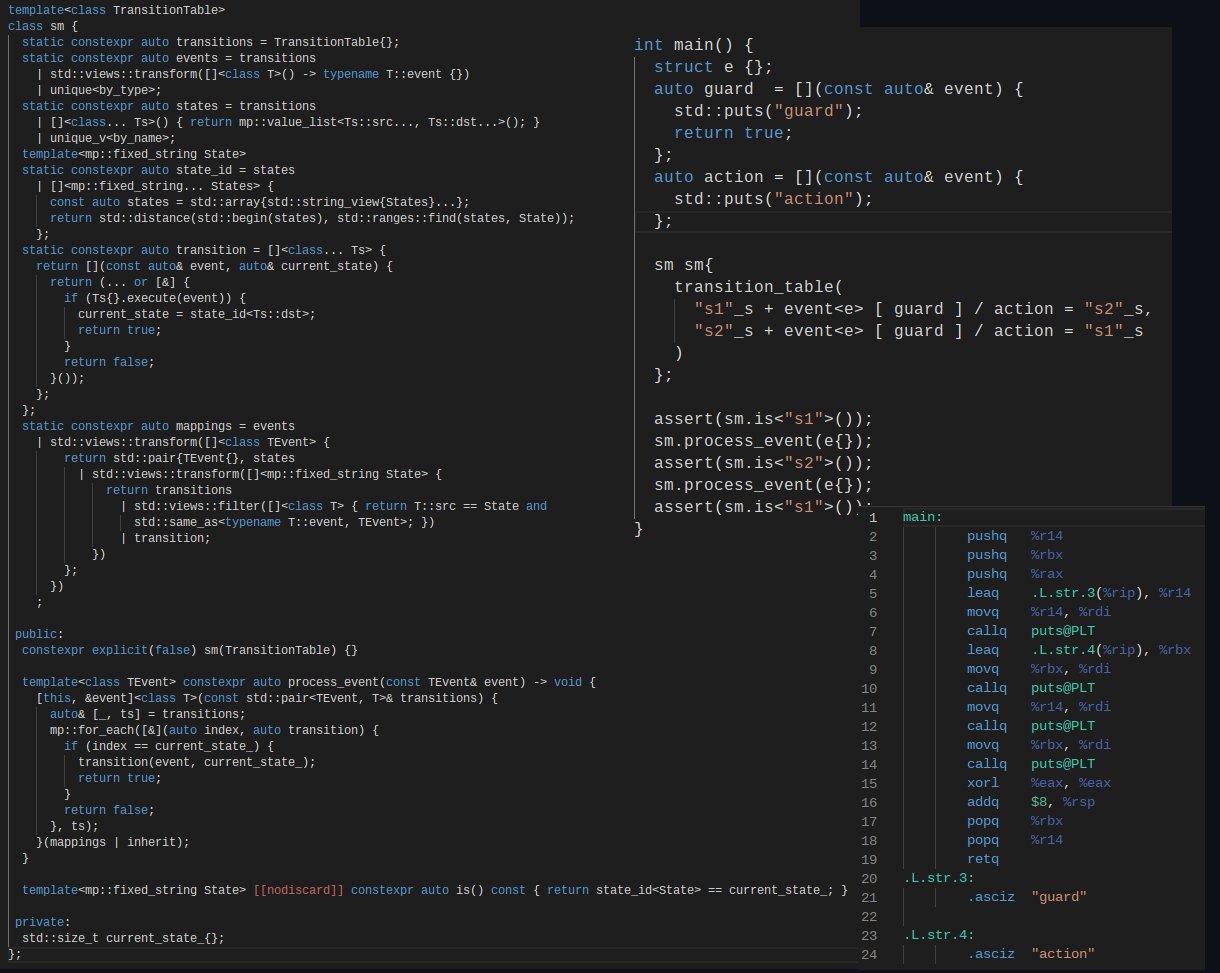 template<class TransitionTable>
class sm {
  static constexpr auto transitions = TransitionTable{};
  static constexpr auto events = transitions
    | std::views::transform([]<class T>() -> typename T::event {})
    | unique<by_type>;
  static constexpr auto states = transitions
    | []<class... Ts>() { return mp::value_list<Ts::src..., Ts::dst...>(); }
    | unique_v<by_name>;
  template<mp::fixed_string State>
  static constexpr auto state_id = states
    | []<mp::fixed_string... States> {
      const auto states = std::array{std::string_view{States}...};
      return std::distance(std::begin(states), std::ranges::find(states, State));
    };
  static constexpr auto transition = []<class... Ts> {
    return [](const auto& event, auto& current_state) {
      return (... or [&] {
        if (Ts{}.execute(event)) {
          current_state = state_id<Ts::dst>;
          return true;
        }
        return false;
      }());
    };
  };
  static constexpr auto mappings = events
    | std::views::transform([]<class TEvent> {
        return std::pair{TEvent{}, states
          | std::views::transform([]<mp::fixed_string State> {
              return transitions
                | std::views::filter([]<class T> { return T::src == State and
                  std::same_as<typename T::event, TEvent>; })
                | transition;
            })
        };
      })
    ;

 public:
  constexpr explicit(false) sm(TransitionTable) {}

  template<class TEvent> constexpr auto process_event(const TEvent& event) -> void {
    [this, &event]<class T>(const std::pair<TEvent, T>& transitions) {
      auto& [_, ts] = transitions;
      mp::for_each([&](auto index, auto transition) {
        if (index == current_state_) {
          transition(event, current_state_);
          return true;
        }
        return false;
      }, ts);
    }(mappings | inherit);
  }

  template<mp::fixed_string State> [[nodiscard]] constexpr auto is() const { return state_id<State> == current_state_; }

 private:
  std::size_t current_state_{};
};
int main() {
  struct e {};
  auto guard  = [](const auto& event) {
    std::puts("guard");
    return true;
  };
  auto action = [](const auto& event) {
    std::puts("action");
  };

  sm sm{
    transition_table(
      "s1"_s + event<e> [ guard ] / action = "s2"_s,
      "s2"_s + event<e> [ guard ] / action = "s1"_s
    )
  };

  assert(sm.is<"s1">());
  sm.process_event(e{});
  assert(sm.is<"s2">());
  sm.process_event(e{});
  assert(sm.is<"s1">());
}
1 main:
2 pushq %r14
3 pushq %rbx
4 pushq %rax
5 leaq .L.str.3(%rip), %r14
6 movq %r14, %rdi
7 callq puts@PLT
8 leaq .L.str.4(%rip), %rbx
9 movq %rbx, %rdi
10 callq puts@PLT
11 movq %r14, %rdi
12 callq puts@PLT
13 movq %rbx, %rdi
14 callq puts@PLT
15 xorl %eax, %eax
16 addq $8, %rsp
17 popq %rbx
18 popq %r14
19 retq
20 .L.str.3:
21 .asciz "guard"
22
23 .L.str.4:
24 .asciz "action"